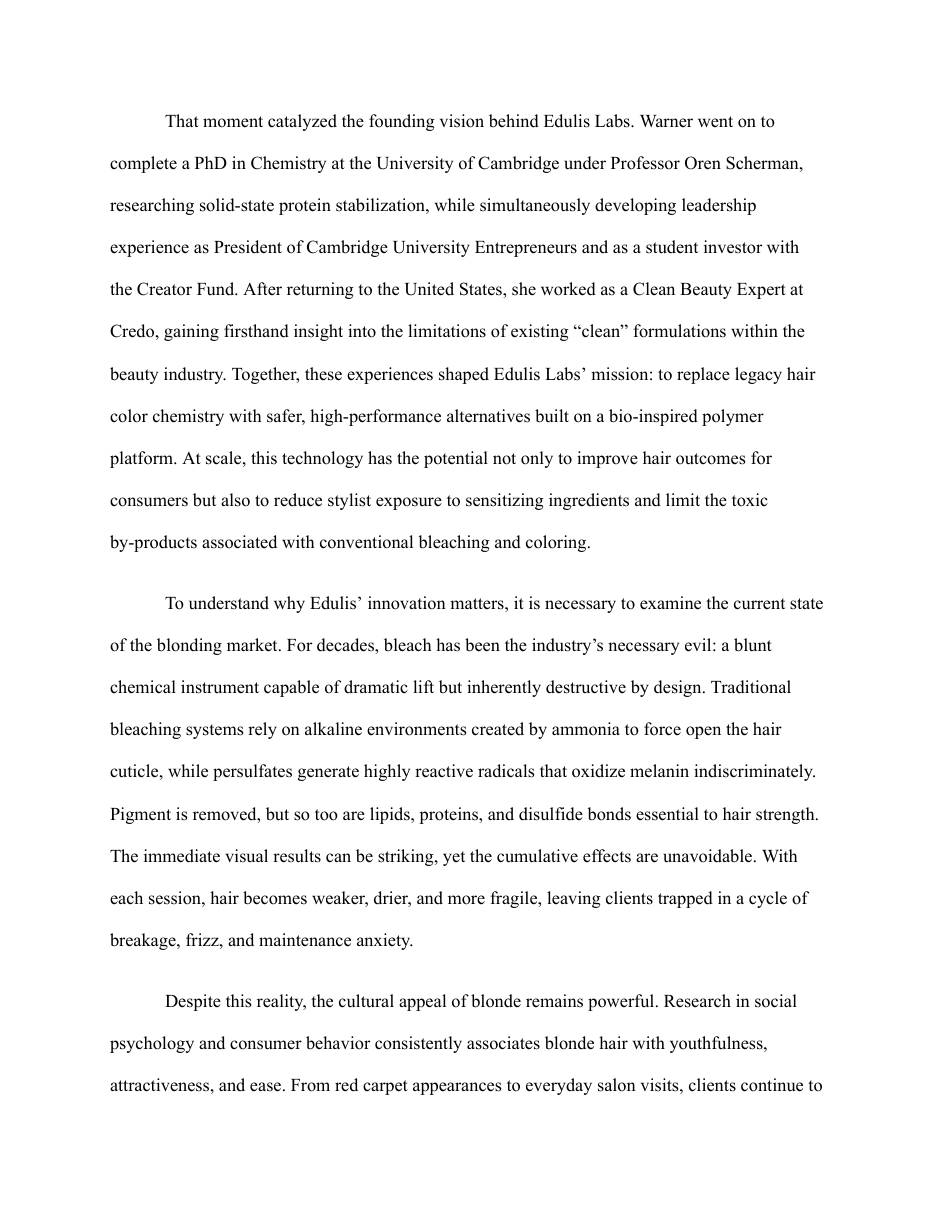 That moment catalyzed the founding vision behind Edulis Labs. Warner went on to
complete a PhD in Chemistry at the University of Cambridge under Professor Oren Scherman,
researching solid-state protein stabilization, while simultaneously developing leadership
experience as President of Cambridge University Entrepreneurs and as a student investor with
the Creator Fund. After returning to the United States, she worked as a Clean Beauty Expert at
Credo, gaining firsthand insight into the limitations of existing “clean” formulations within the
beauty industry. Together, these experiences shaped Edulis Labs’ mission: to replace legacy hair
color chemistry with safer, high-performance alternatives built on a bio-inspired polymer
platform. At scale, this technology has the potential not only to improve hair outcomes for
consumers but also to reduce stylist exposure to sensitizing ingredients and limit the toxic
by-products associated with conventional bleaching and coloring.
To understand why Edulis’ innovation matters, it is necessary to examine the current state
of the blonding market. For decades, bleach has been the industry’s necessary evil: a blunt
chemical instrument capable of dramatic lift but inherently destructive by design. Traditional
bleaching systems rely on alkaline environments created by ammonia to force open the hair
cuticle, while persulfates generate highly reactive radicals that oxidize melanin indiscriminately.
Pigment is removed, but so too are lipids, proteins, and disulfide bonds essential to hair strength.
The immediate visual results can be striking, yet the cumulative effects are unavoidable. With
each session, hair becomes weaker, drier, and more fragile, leaving clients trapped in a cycle of
breakage, frizz, and maintenance anxiety.
Despite this reality, the cultural appeal of blonde remains powerful. Research in social
psychology and consumer behavior consistently associates blonde hair with youthfulness,
attractiveness, and ease. From red carpet appearances to everyday salon visits, clients continue to